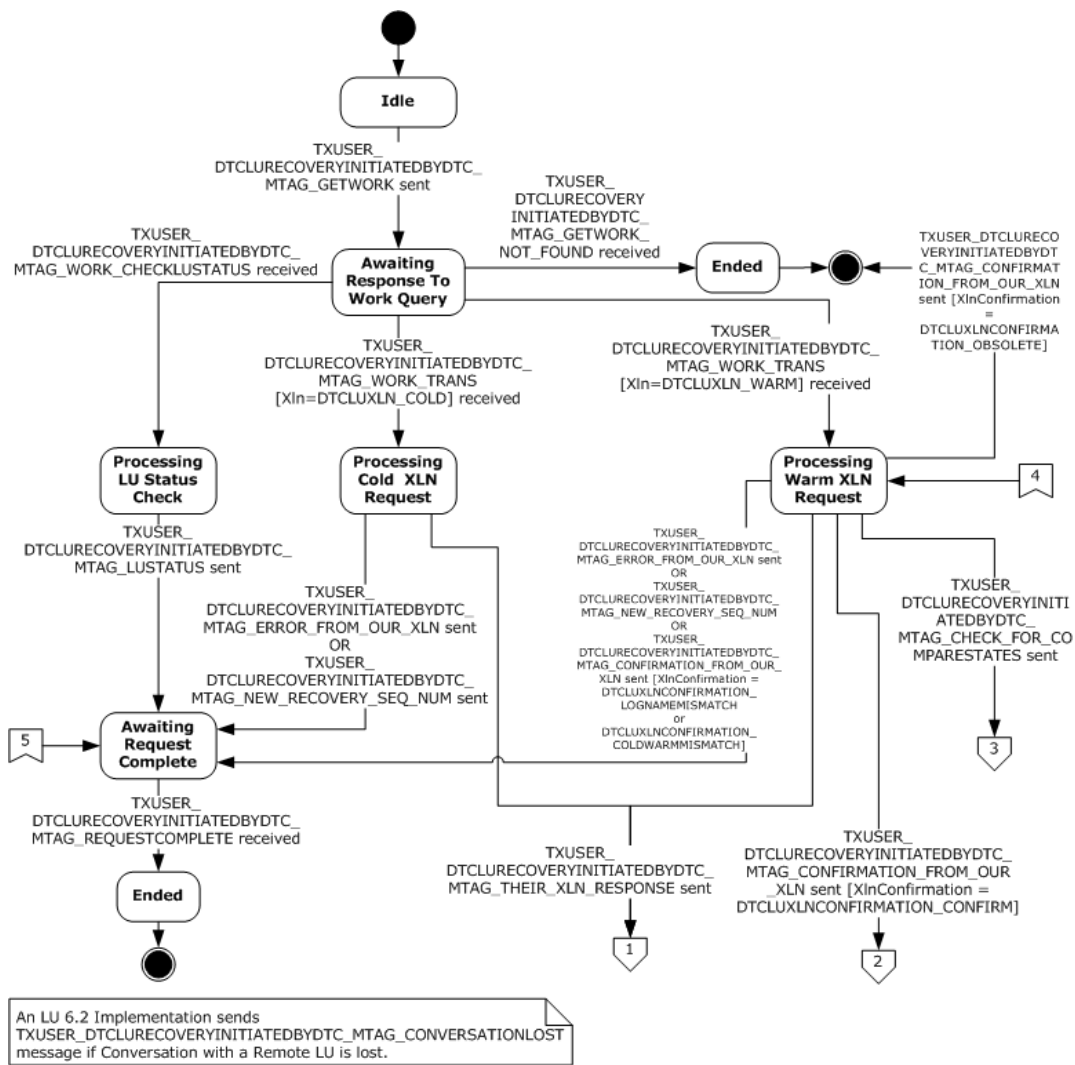 Idle
TXUSER_
DTCLURECOVERYINITIATEDBYDTC_
MTAG_GETWORK sent
TXUSER_
DTCLURECOVERY
INITIATEDBYDTC_
MTAG_GETWORK_
NOT_FOUND received
TXUSER_
DTCLURECOVERYINITIATEDBYDTC_
MTAG_WORK_CHECKLUSTATUS received
Awaiting
Response To
Work Query
Ended
TXUSER_DTCLURECO
VERYINITIATEDBYDT
C_MTAG_CONFIRMAT
ION_FROM_OUR_XLN
sent [XlnConfirmation
=
DTCLUXLNCONFIRMA
TION_OBSOLETE]
TXUSER_
DTCLURECOVERYINITIATEDBYDTC_
MTAG_WORK_TRANS
[Xln=DTCLUXLN_COLD] received
TXUSER_
DTCLURECOVERYINITIATEDBYDTC_
MTAG_WORK_TRANS
[Xln=DTCLUXLN_WARM] received
Processing
LU Status
Check
Processing
Cold XLN
Request
Processing
Warm XLN
Request
4
TXUSER_
DTCLURECOVERYINITIATEDBYDTC_
MTAG_LUSTATUS sent
TXUSER_
DTCLURECOVERYINITIATEDBYDTC_
MTAG_ERROR_FROM_OUR_XLN sent
OR
TXUSER_
DTCLURECOVERYINITIATEDBYDTC_
MTAG_NEW_RECOVERY_SEQ_NUM sent
TXUSER_
DTCLURECOVERYINITIATEDBYDTC_
MTAG_ERROR_FROM_OUR_XLN sent
OR
TXUSER_
DTCLURECOVERYINITIATEDBYDTC_
MTAG_NEW_RECOVERY_SEQ_NUM
OR
TXUSER_
DTCLURECOVERYINITIATEDBYDTC_
MTAG_CONFIRMATION_FROM_OUR_
XLN sent [XlnConfirmation =
DTCLUXLNCONFIRMATION_
LOGNAMEMISMATCH
or
DTCLUXLNCONFIRMATION_
COLDWARMMISMATCH]
TXUSER_
DTCLURECOVERYINITI
ATEDBYDTC_
MTAG_CHECK_FOR_CO
MPARESTATES sent
5
Awaiting
Request
Complete
3
TXUSER_
DTCLURECOVERYINITIATEDBYDTC_
MTAG_REQUESTCOMPLETE received
TXUSER_
DTCLURECOVERYINITIATEDBYDTC_
MTAG_THEIR_XLN_RESPONSE sent
TXUSER_
DTCLURECOVERYINITIATEDBYDTC_
MTAG_CONFIRMATION_FROM_OUR
_XLN sent [XlnConfirmation =
DTCLUXLNCONFIRMATION_CONFIRM]
Ended
1
2
An LU 6.2 Implementation sends
TXUSER_DTCLURECOVERYINITIATEDBYDTC_MTAG_CONVERSATIONLOST
message if Conversation with a Remote LU is lost.